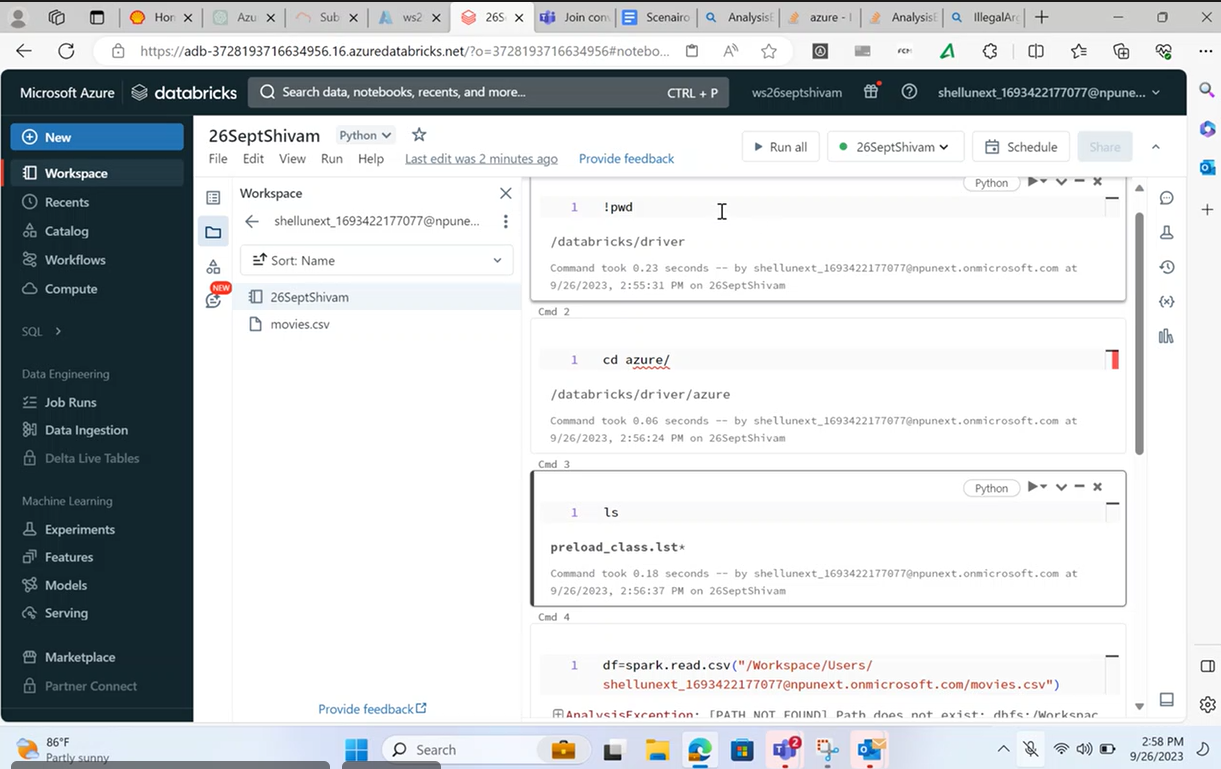 Hor
Azu
Sub
ws2
26S
Join con
Scenairo
AnalysisE
azure - I
AnalysisE
IllegalArg
https://adb-3728193716634956.16.azuredatabricks.net/?o=3728193716634956#notebo...
Microsoft Azure databricks Search data, notebooks, recents, and more... CTRL + P ws26septshivam shellunext_1693422177077@npune...
New
Workspace
Recents
Catalog
Workflows
Compute
SQL
Data Engineering
Job Runs
Data Ingestion
Delta Live Tables
Machine Learning
Experiments
Features
Models
Serving
Marketplace
Partner Connect
26SeptShivam Python
File Edit View Run Help Last edit was 2 minutes ago Provide feedback
Run all 26SeptShivam Schedule Share
NEW
Workspace
shellunext_1693422177077@npune...
Sort: Name
26SeptShivam
movies.csv
Provide feedback
Python
1 !pwd
/databricks/driver
Command took 0.23 seconds -- by shellunext_1693422177077@npunext.onmicrosoft.com at
9/26/2023, 2:55:31 PM on 26SeptShivam
Cmd 2
1 cd azure/
/databricks/driver/azure
Command took 0.06 seconds -- by shellunext_1693422177077@npunext.onmicrosoft.com at
9/26/2023, 2:56:24 PM on 26SeptShivam
Cmd 3
Python
1 ls
preload_class.lst*
Command took 0.18 seconds -- by shellunext_1693422177077@npunext.onmicrosoft.com at
9/26/2023, 2:56:37 PM on 26SeptShivam
Cmd 4
1 df=spark.read.csv("/Workspace/Users/
shellunext_1693422177077@npunext.onmicrosoft.com/movies.csv")
AnalysisException: [PATH_NOT_FOUND] Path does not exist: dbfs:/Workspac
86°F
Partly sunny
Search
2
2:58 PM
9/26/2023